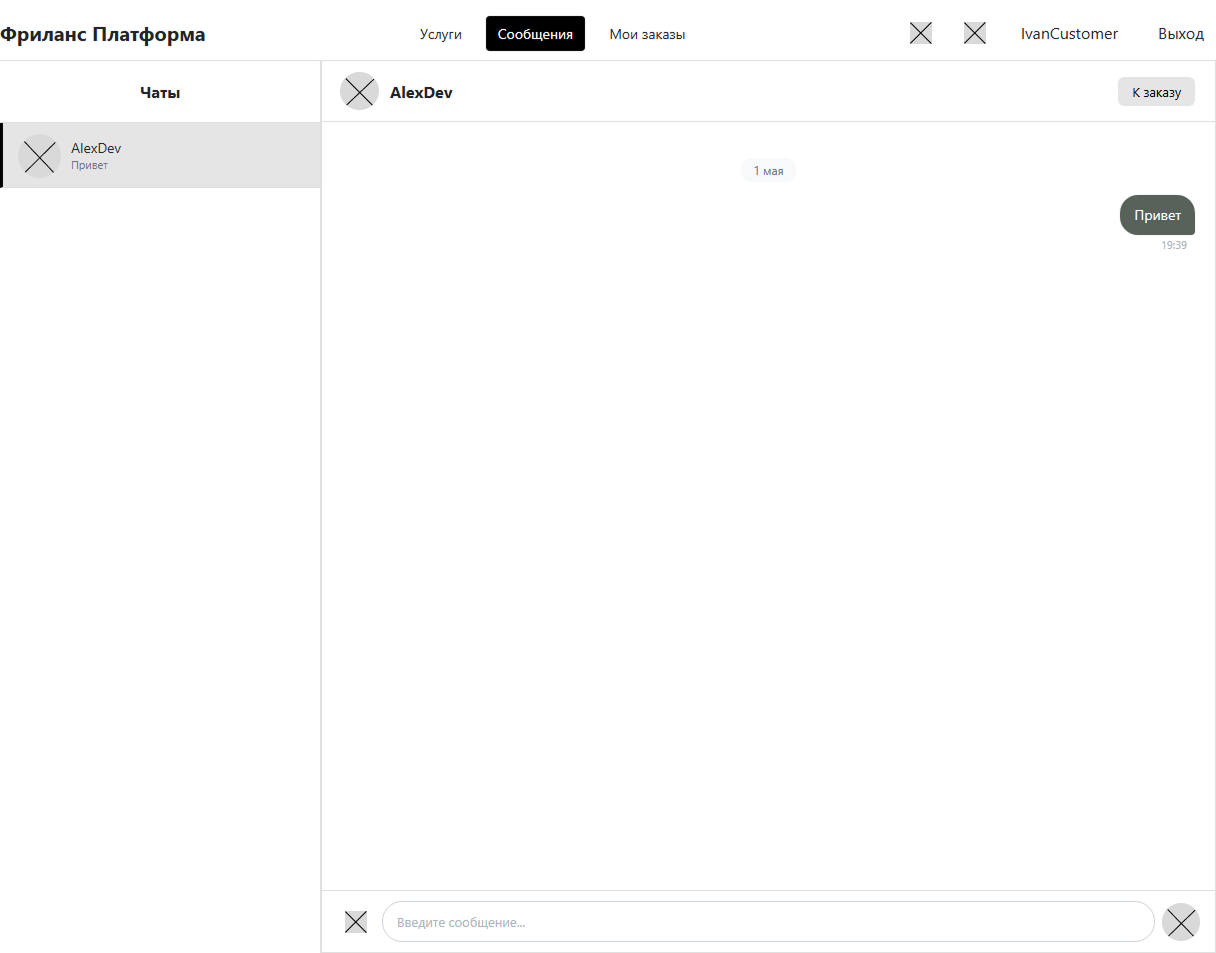 Фриланс Платформа
Услуги
Сообщения
Мои заказы
IvanCustomer
Выход
Чаты
AlexDev
Привет
AlexDev
К заказу
1 мая
Привет
19:39
Введите сообщение...